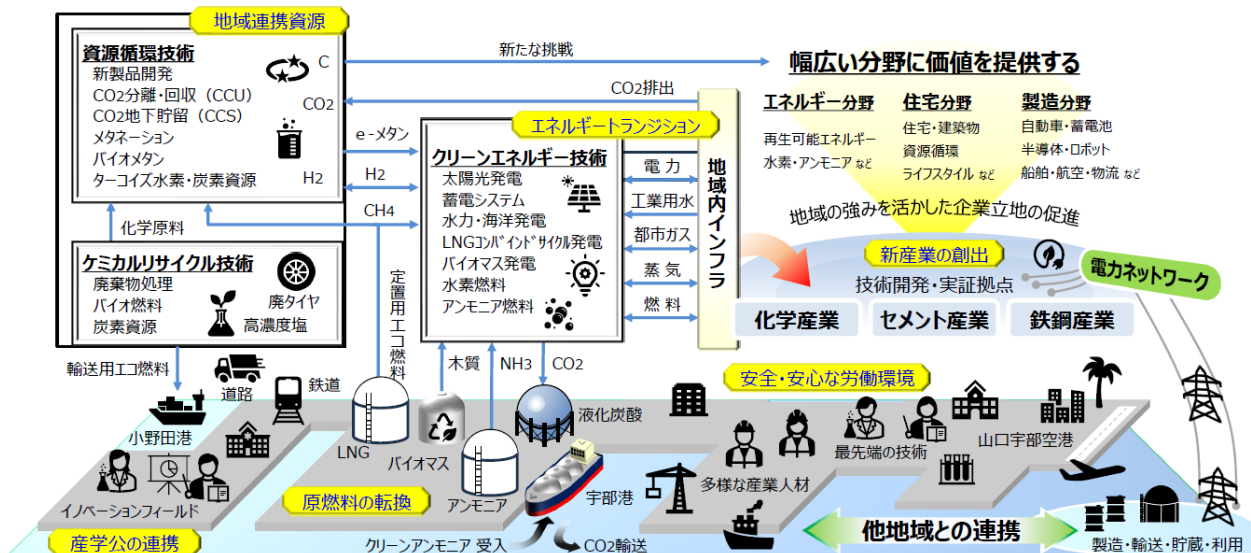 地域連携資源
資源循環技術
新製品開発
CO2分離・回収（CCU）
CO2地下貯留（CCS）
メタネーション
バイオメタン
ターコイズ水素・炭素資源
C
CO2
H2
化学原料
ケミカルリサイクル技術
廃棄物処理
バイオ燃料
炭素資源
廃タイヤ
高濃度塩
輸送用エコ燃料
新たな挑戦
CO2排出
e-メタン
H2
CH4
定置用エコ燃料
エネルギートランジション
クリーンエネルギー技術
太陽光発電
蓄電システム
水力・海洋発電
LNGコンバインドサイクル発電
バイオマス発電
水素燃料
アンモニア燃料
電力
工業用水
都市ガス
蒸気
燃料
地域内インフラ
幅広い分野に価値を提供する
エネルギー分野
再生可能エネルギー
水素・アンモニア など
住宅分野
住宅・建築物
資源循環
ライフスタイル など
製造分野
自動車・蓄電池
半導体・ロボット
船舶・航空・物流 など
地域の強みを活かした企業立地の促進
新産業の創出
技術開発・実証拠点
化学産業
セメント産業
鉄鋼産業
電力ネットワーク
木質
NH3
CO2
道路
鉄道
小野田港
LNG
バイオマス
アンモニア
液化炭酸
宇部港
イノベーションフィールド
産学公の連携
原燃料の転換
クリーンアンモニア 受入
CO2輸送
安全・安心な労働環境
最先端の技術
多様な産業人材
山口宇部空港
他地域との連携
製造・輸送・貯蔵・利用